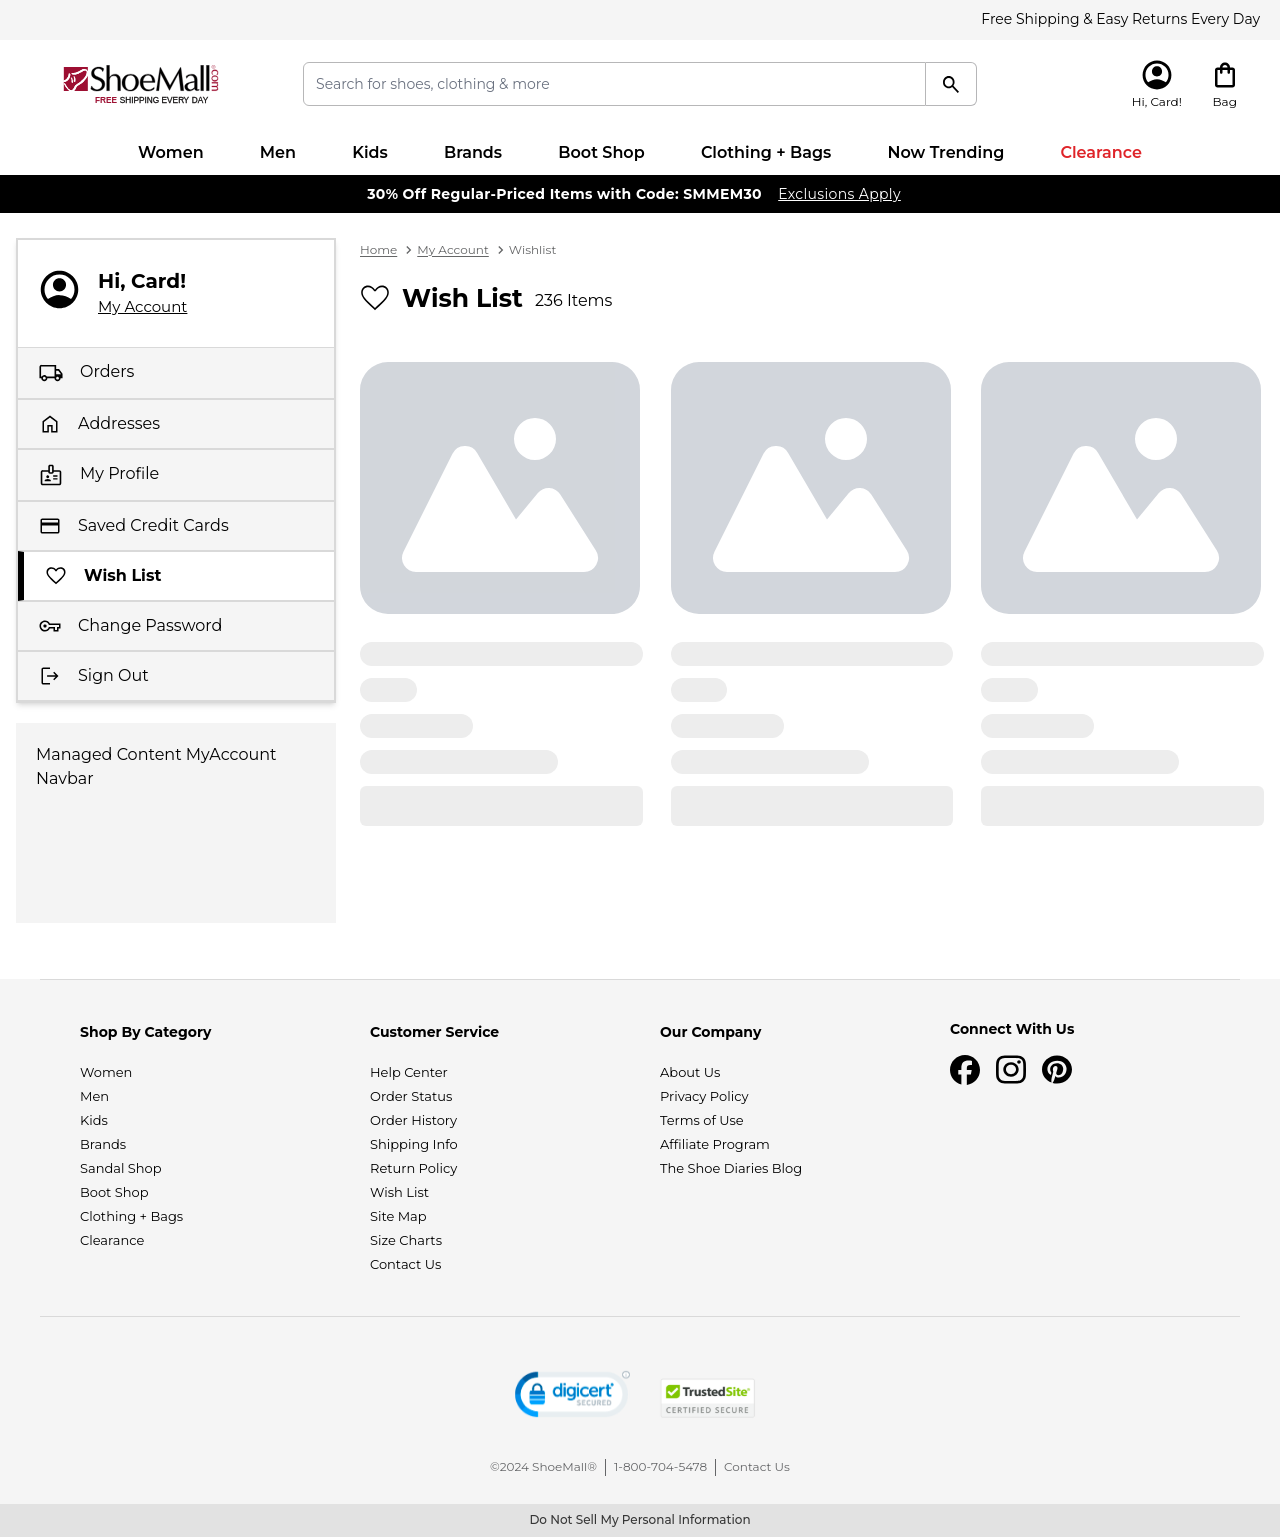 Free Shipping & Easy Returns Every Day
ShoeMall.com
FREE SHIPPING EVERY DAY
Search for shoes, clothing & more
Hi, Card!
Bag
Women Men Kids Brands Boot Shop Clothing + Bags Now Trending Clearance
30% Off Regular-Priced Items with Code: SMMEM30 Exclusions Apply
Hi, Card!
My Account
Orders
Addresses
My Profile
Saved Credit Cards
Wish List
Change Password
Sign Out
Managed Content MyAccount
Navbar
Home > My Account > Wishlist
Wish List 236 Items
Shop By Category
Women
Men
Kids
Brands
Sandal Shop
Boot Shop
Clothing + Bags
Clearance
Customer Service
Help Center
Order Status
Order History
Shipping Info
Return Policy
Wish List
Site Map
Size Charts
Contact Us
Our Company
About Us
Privacy Policy
Terms of Use
Affiliate Program
The Shoe Diaries Blog
Connect With Us
digicert
SECURED
TrustedSite
CERTIFIED SECURE
©2024 ShoeMall® | 1-800-704-5478 | Contact Us
Do Not Sell My Personal Information